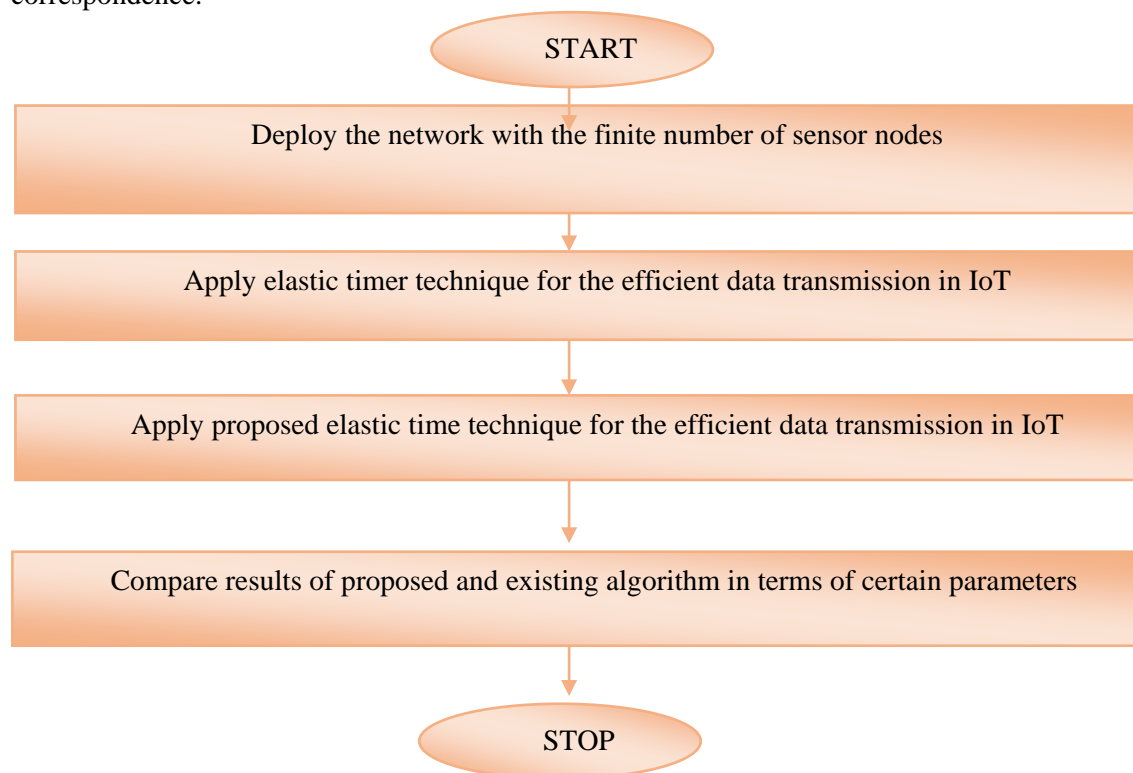 correspondence.
START
Deploy the network with the finite number of sensor nodes
Apply elastic timer technique for the efficient data transmission in IoT
Apply proposed elastic time technique for the efficient data transmission in IoT
Compare results of proposed and existing algorithm in terms of certain parameters
STOP